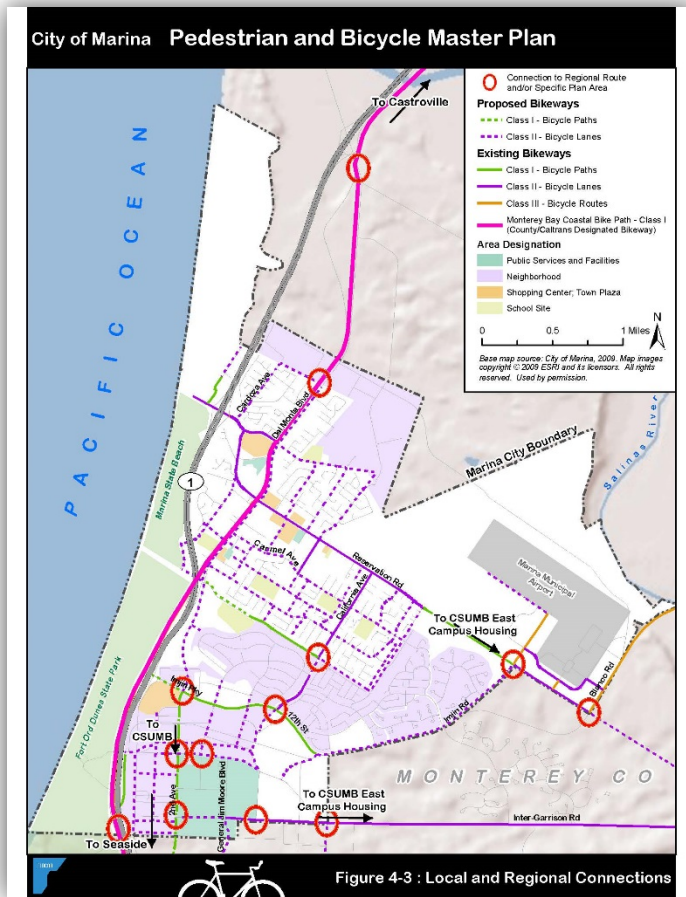 City of Marina Pedestrian and Bicycle Master Plan
To Castroville
Connection to Regional Route
and/or Specific Plan Area
Proposed Bikeways
Class I - Bicycle Paths
Class II - Bicycle Lanes
Existing Bikeways
Class I - Bicycle Paths
Class II - Bicycle Lanes
Class III - Bicycle Routes
Monterey Bay Coastal Bike Path - Class I
(County/Caltrans Designated Bikeway)
Area Designation
Public Services and Facilities
Neighborhood
Shopping Center; Town Plaza
School Site
N
0 0.5 1 Miles
Base map source: City of Marina, 2009. Map images
copyright © 2009 ESRI and its licensors. All rights
reserved. Used by permission.
PACIFIC OCEAN
Cardoza Ave
Del Monte Blvd
Marina State Beach
1
Marina City Boundary
Salinas River
Carmel Ave
Reservation Rd
California Ave
Marina Municipal
Airport
To CSUMB East
Campus Housing
Blanco Rd
Imjin Rd
Imjin Pky
12th St
Fort Ord Dunes State Park
To
CSUMB
MONTEREY CO
2nd Ave
General Jim Moore Blvd
To CSUMB East
Campus Housing
Inter-Garrison Rd
To Seaside
Figure 4-3 : Local and Regional Connections